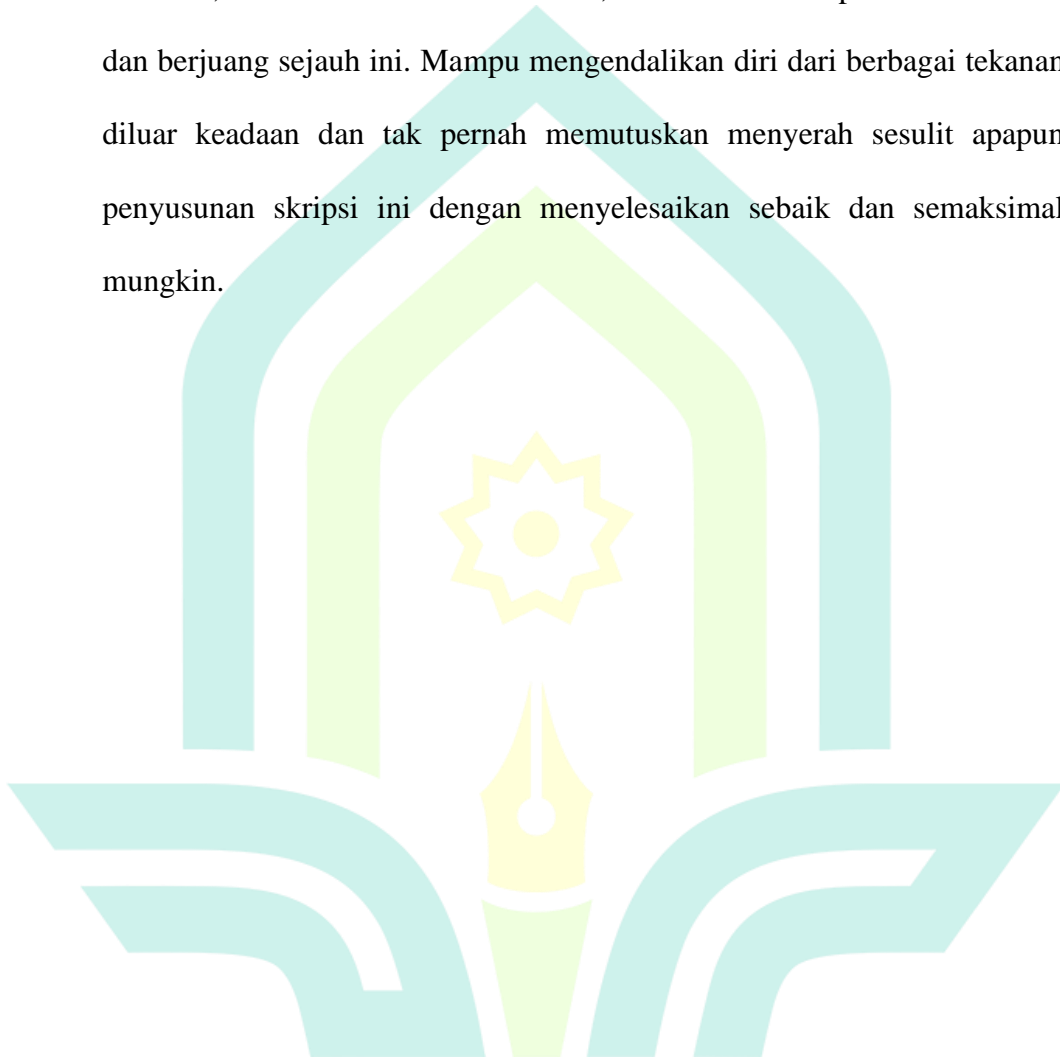 dan berjuang sejauh ini. Mampu mengendalikan diri dari berbagai tekanan
diluar keadaan dan tak pernah memutuskan menyerah sesulit apapun
penyusunan skripsi ini dengan menyelesaikan sebaik dan semaksimal
mungkin.